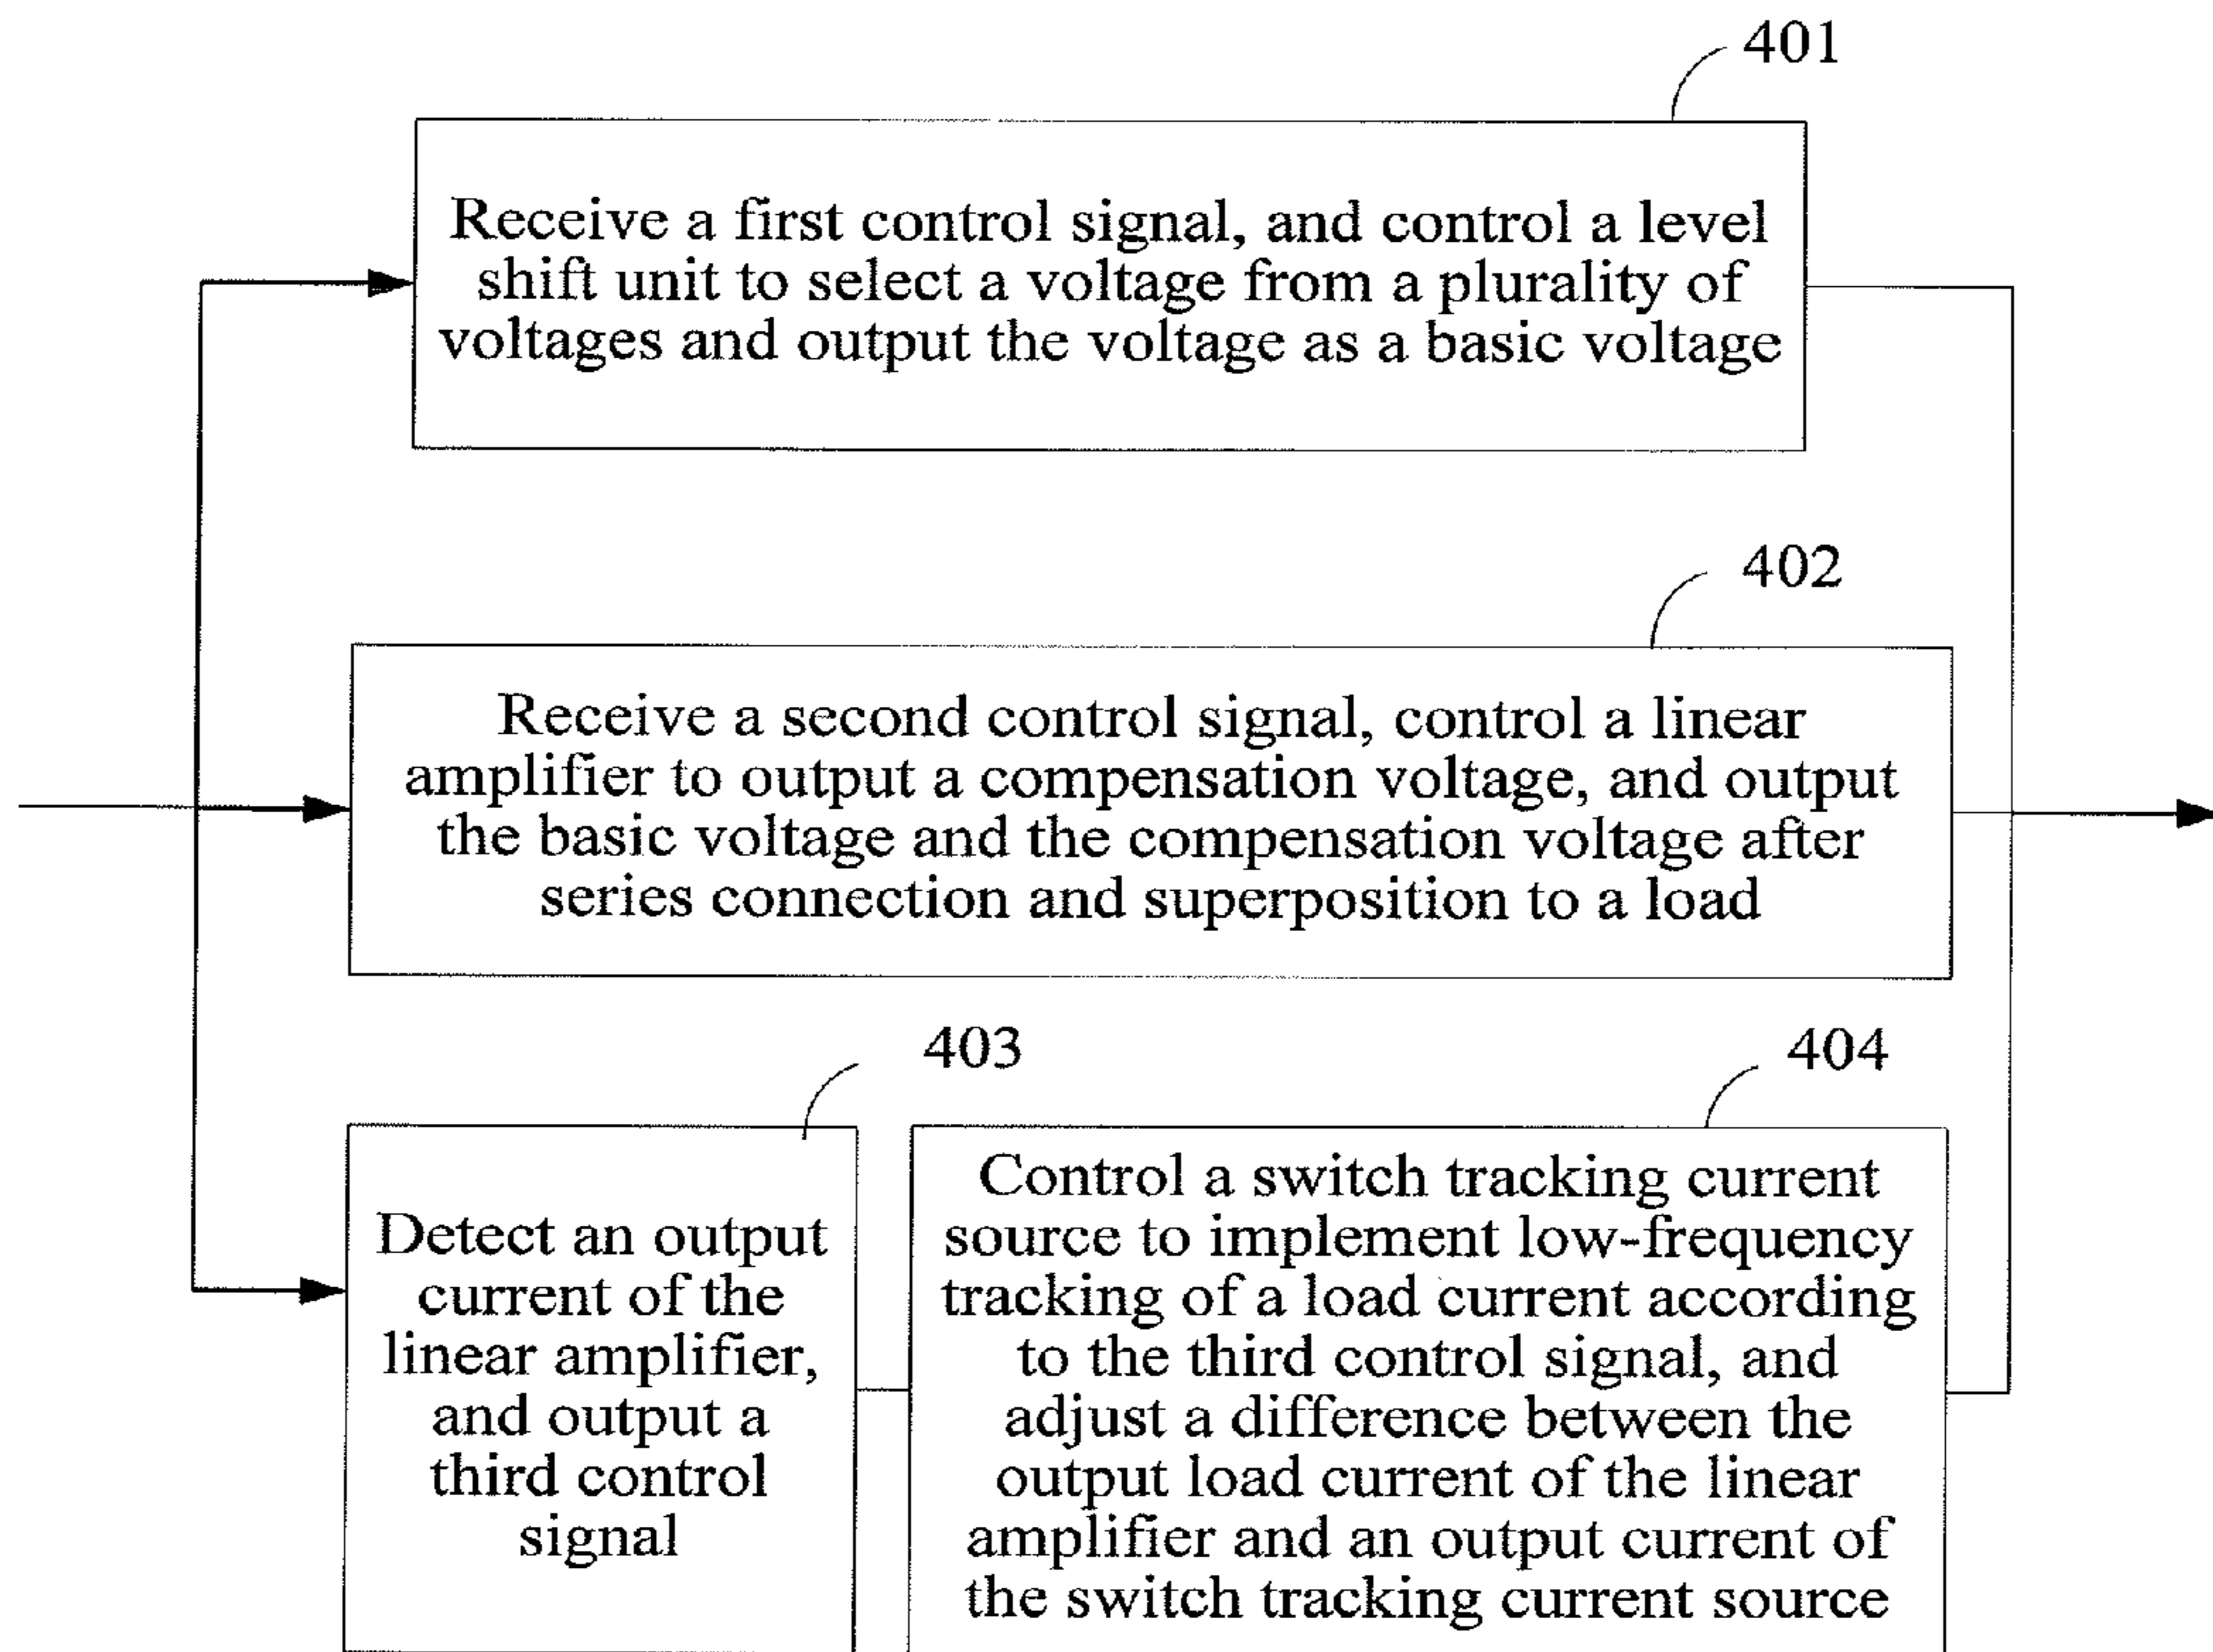 401
Receive a first control signal, and control a level
shift unit to select a voltage from a plurality of
voltages and output the voltage as a basic voltage
402
Receive a second control signal, control a linear
amplifier to output a compensation voltage, and output
the basic voltage and the compensation voltage after
series connection and superposition to a load
403
Detect an output
current of the
linear amplifier,
and output a
third control
signal
404
Control a switch tracking current
source to implement low-frequency
tracking of a load current according
to the third control signal, and
adjust a difference between the
output load current of the linear
amplifier and an output current of
the switch tracking current source